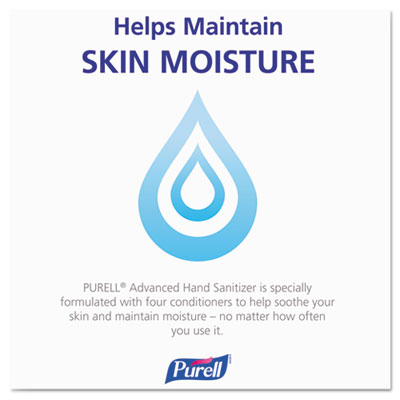 Helps Maintain
SKIN MOISTURE
PURELL® Advanced Hand Sanitizer is specially
formulated with four conditioners to help soothe your
skin and maintain moisture – no matter how often
you use it.
Purell